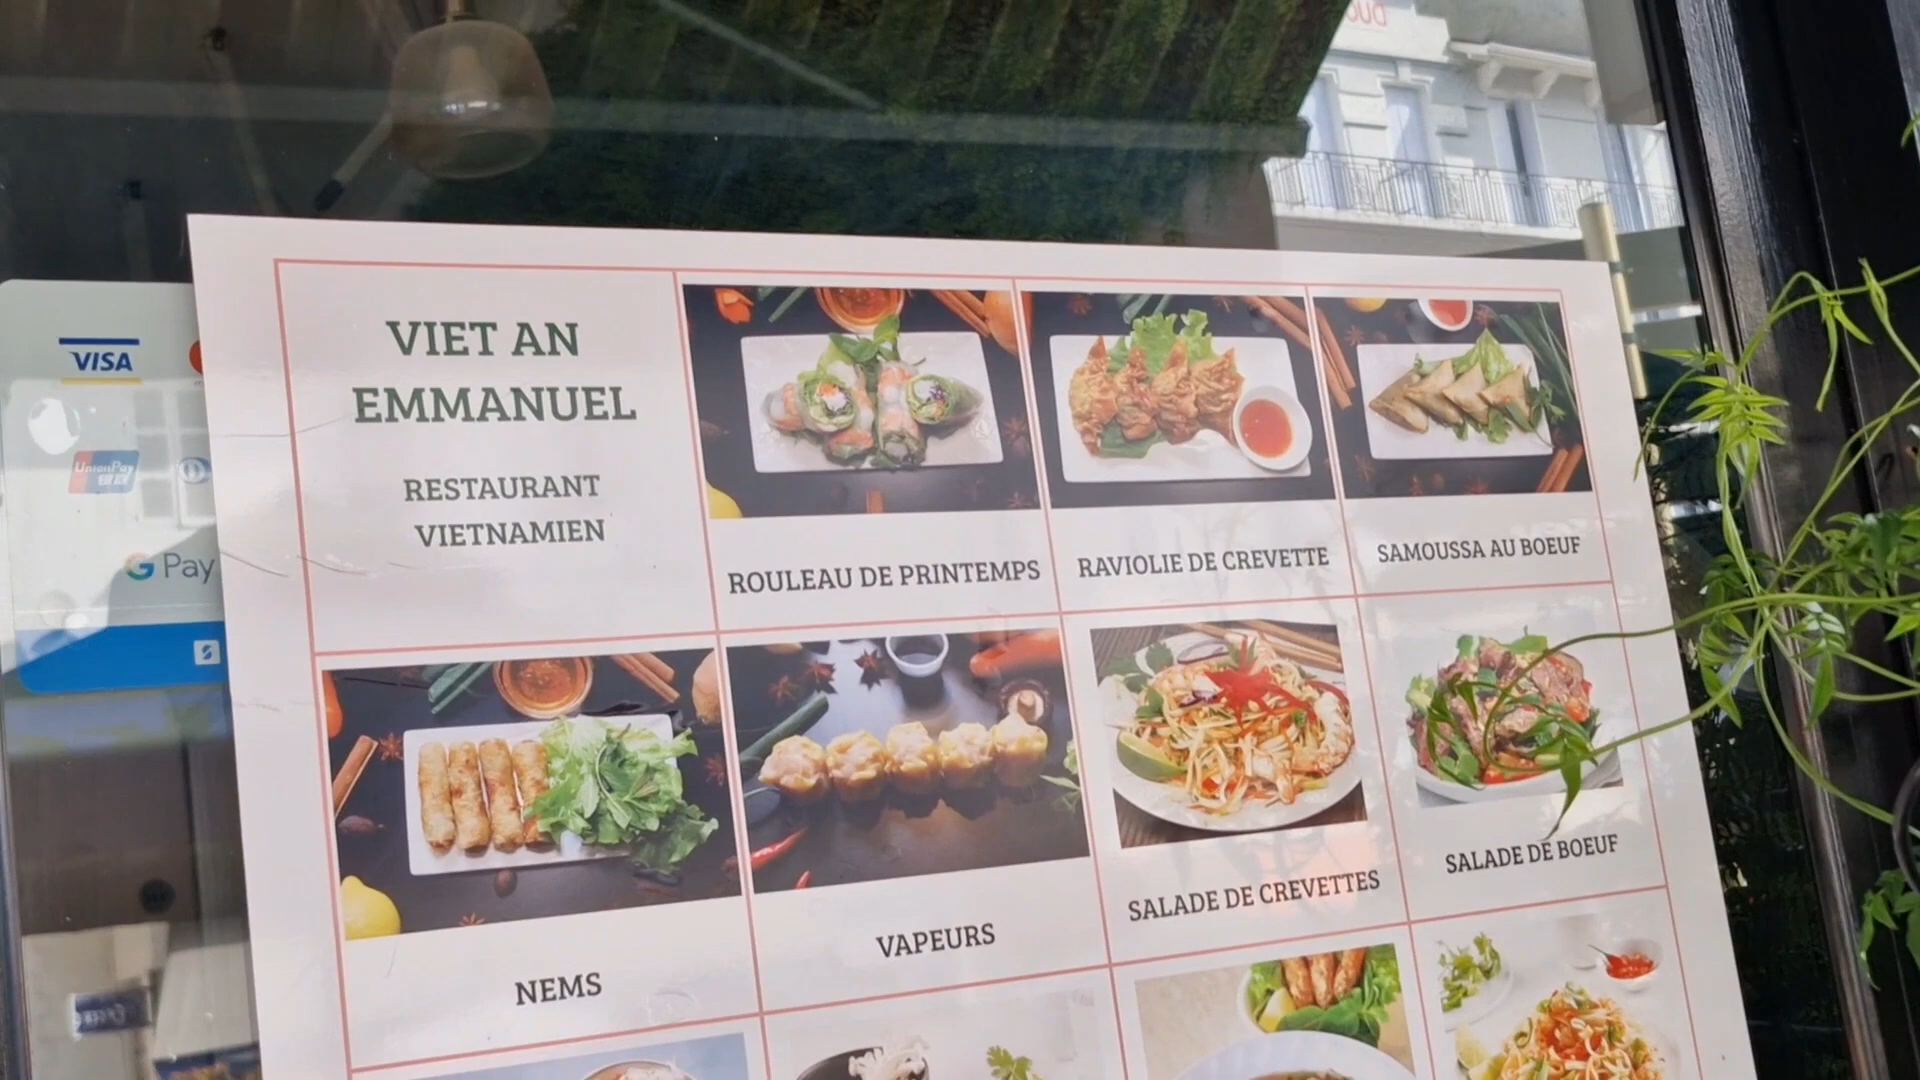 VIET AN
EMMANUEL
RESTAURANT
VIETNAMIEN
ROULEAU DE PRINTEMPS
RAVIOLIE DE CREVETTE
SAMOUSSA AU BOEUF
NEMS
VAPEURS
SALADE DE CREVETTES
SALADE DE BOEUF
VISA
UnionPay
G Pay